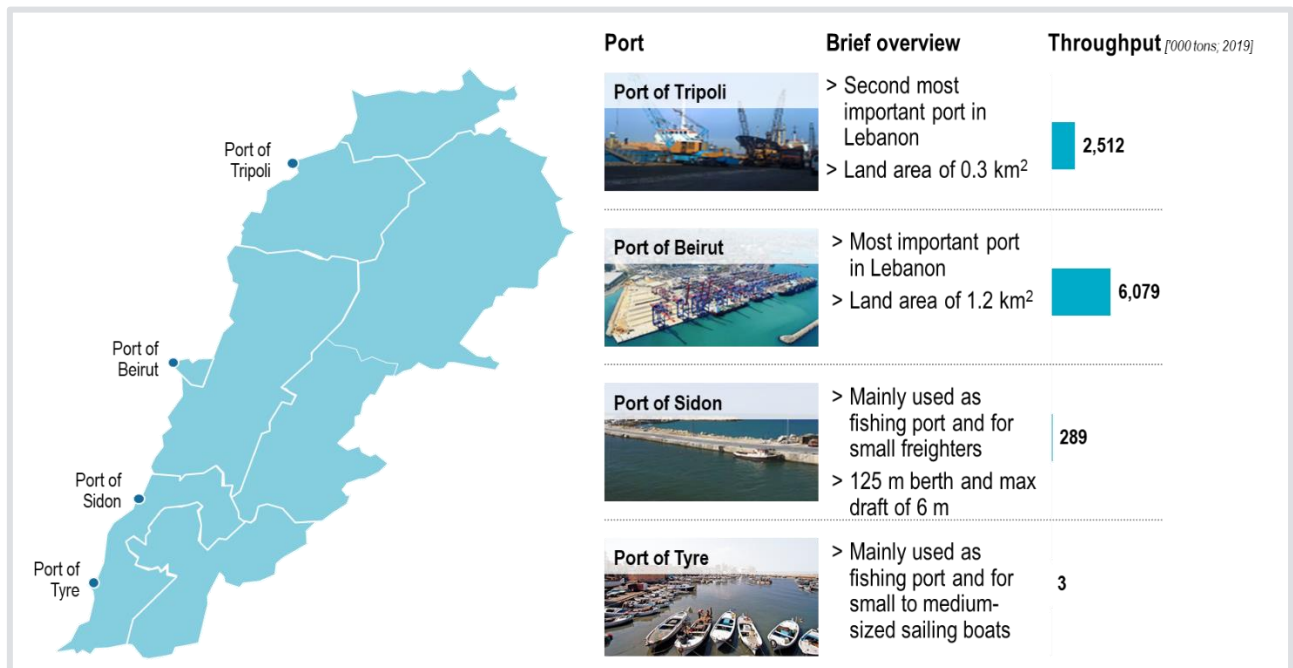 Port
Brief overview
Throughput ['000 tons; 2019]
Port of
Tripoli
Port of
Beirut
Port of
Sidon
Port of
Tyre
Port of Tripoli
> Second most
important port in
Lebanon
> Land area of 0.3 km²
2,512
Port of Beirut
> Most important port
in Lebanon
> Land area of 1.2 km²
6,079
Port of Sidon
> Mainly used as
fishing port and for
small freighters
> 125 m berth and max
draft of 6 m
289
Port of Tyre
> Mainly used as
fishing port and for
small to medium-
sized sailing boats
3